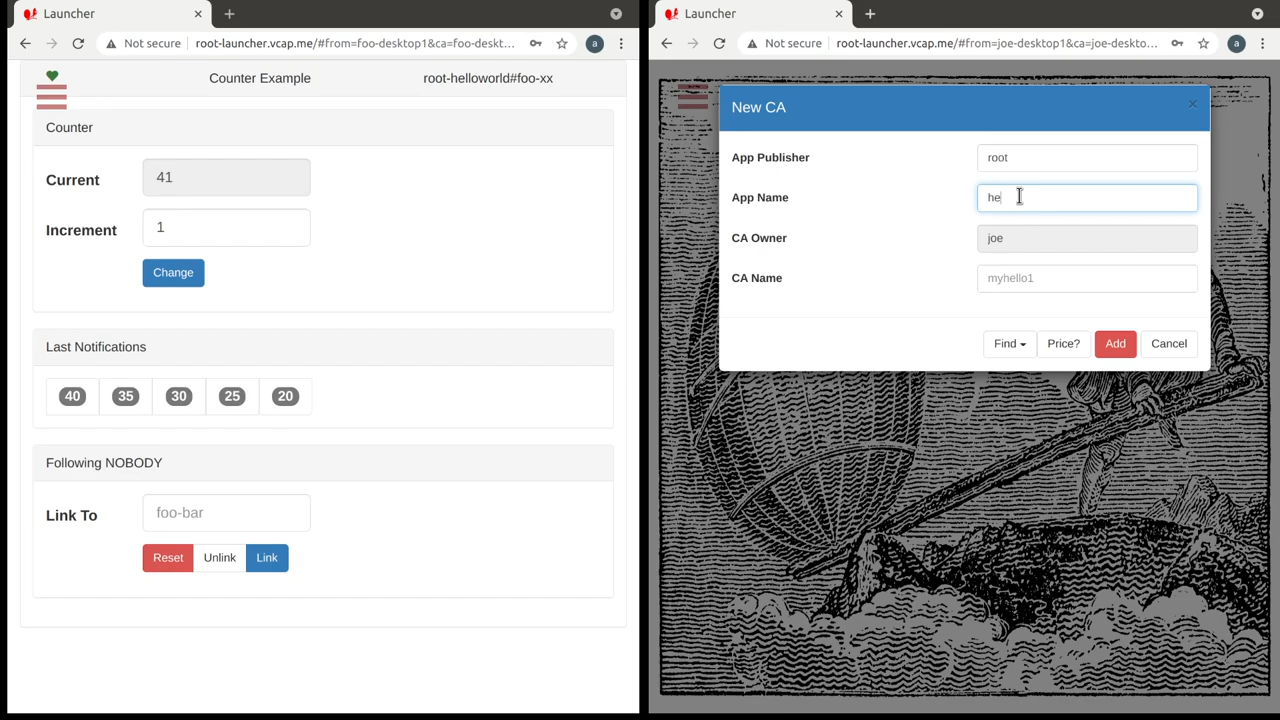 Launcher
Not secure root-launcher.vcap.me/#from=foo-desktop1&ca=foo-deskt...
a
Counter Example
root-helloworld#foo-xx
Counter
Current 41
Increment 1
Change
Last Notifications
40 35 30 25 20
Following NOBODY
Link To foo-bar
Reset Unlink Link
Launcher
Not secure root-launcher.vcap.me/#from=joe-desktop1&ca=joe-deskto...
a
New CA
×
App Publisher root
App Name he
CA Owner joe
CA Name myhello1
Find Price? Add Cancel